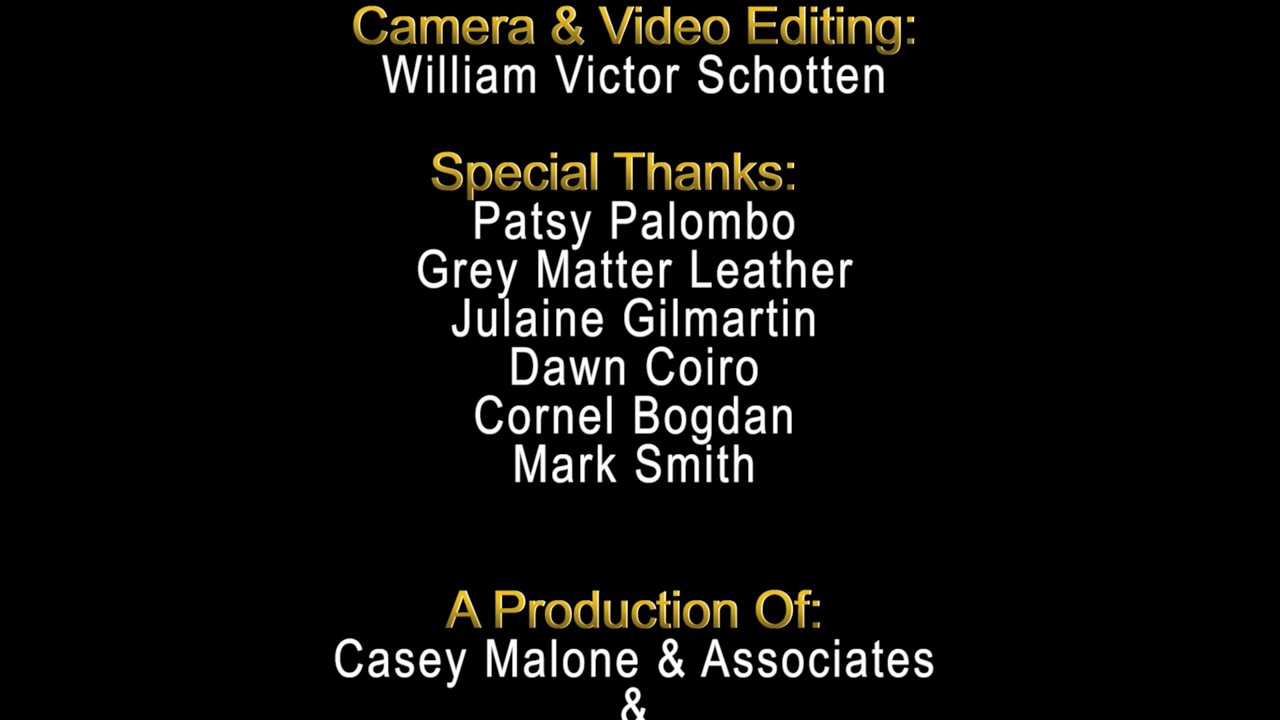 Camera & Video Editing:
William Victor Schotten
Special Thanks:
Patsy Palombo
Grey Matter Leather
Julaine Gilmartin
Dawn Coiro
Cornel Bogdan
Mark Smith
A Production Of:
Casey Malone & Associates
&